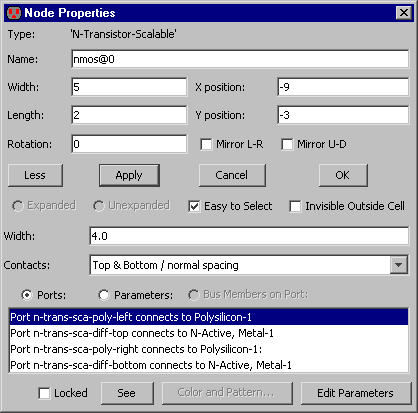 Node Properties
Type: 'N-Transistor-Scalable'
Name: nmos@0
Width: 5 X position: -9
Length: 2 Y position: -3
Rotation: 0 Mirror L-R Mirror U-D
Less Apply Cancel OK
Expanded Unexpanded Easy to Select Invisible Outside Cell
Width: 4.0
Contacts: Top & Bottom / normal spacing
Ports: Parameters: Bus Members on Port:
Port n-trans-sca-poly-left connects to Polysilicon-1
Port n-trans-sca-diff-top connects to N-Active, Metal-1
Port n-trans-sca-poly-right connects to Polysilicon-1:
Port n-trans-sca-diff-bottom connects to N-Active, Metal-1
Locked See Color and Pattern... Edit Parameters